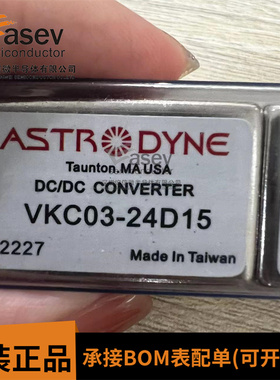 asev
iconductor
ASTRODYNE
asev
Taunton.MA USA
DC/DC CONVERTER
VKC03-24D15
2227
Made In Taiwan
装正品
承接BOM表配单(可开